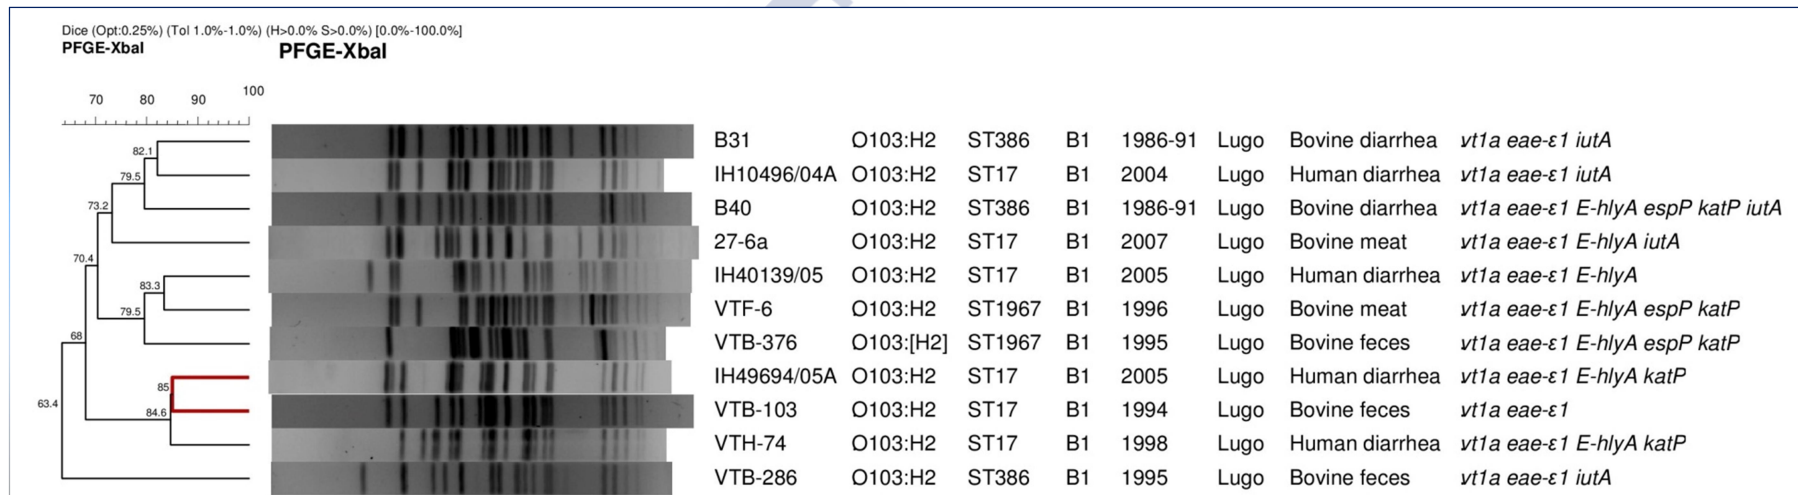 Dice (Opt:0.25%) (Tol 1.0%-1.0%) (H>0.0% S>0.0%) [0.0%-100.0%]
PFGE-XbaI PFGE-XbaI
70 80 90 100
B31 O103:H2 ST386 B1 1986-91 Lugo Bovine diarrhea vt1a eae-ε1 iutA
82.1
IH10496/04A O103:H2 ST17 B1 2004 Lugo Human diarrhea vt1a eae-ε1 iutA
79.5
B40 O103:H2 ST386 B1 1986-91 Lugo Bovine diarrhea vt1a eae-ε1 E-hlyA espP katP iutA
73.2
27-6a O103:H2 ST17 B1 2007 Lugo Bovine meat vt1a eae-ε1 E-hlyA iutA
70.4
IH40139/05 O103:H2 ST17 B1 2005 Lugo Human diarrhea vt1a eae-ε1 E-hlyA
83.3
VTF-6 O103:H2 ST1967 B1 1996 Lugo Bovine meat vt1a eae-ε1 E-hlyA espP katP
79.5
VTB-376 O103:[H2] ST1967 B1 1995 Lugo Bovine feces vt1a eae-ε1 E-hlyA espP katP
68
IH49694/05A O103:H2 ST17 B1 2005 Lugo Human diarrhea vt1a eae-ε1 E-hlyA katP
85
63.4
VTB-103 O103:H2 ST17 B1 1994 Lugo Bovine feces vt1a eae-ε1
84.6
VTH-74 O103:H2 ST17 B1 1998 Lugo Human diarrhea vt1a eae-ε1 E-hlyA katP
VTB-286 O103:H2 ST386 B1 1995 Lugo Bovine feces vt1a eae-ε1 iutA